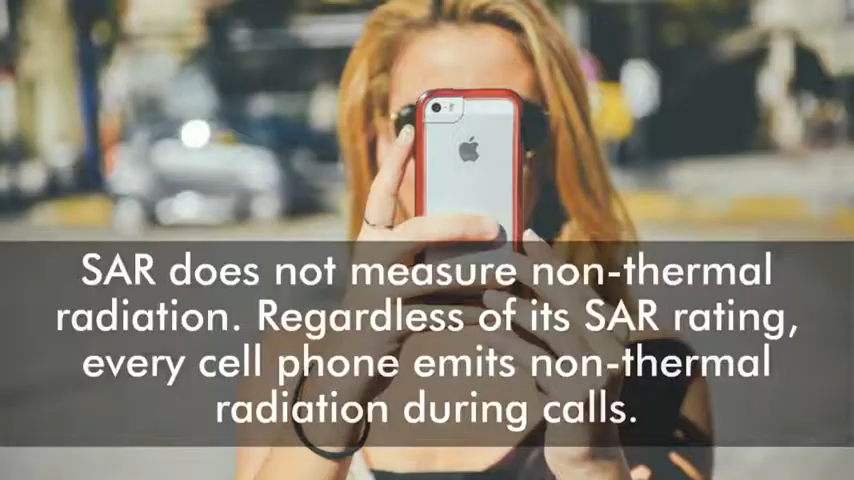 SAR does not measure non-thermal
radiation. Regardless of its SAR rating,
every cell phone emits non-thermal
radiation during calls.